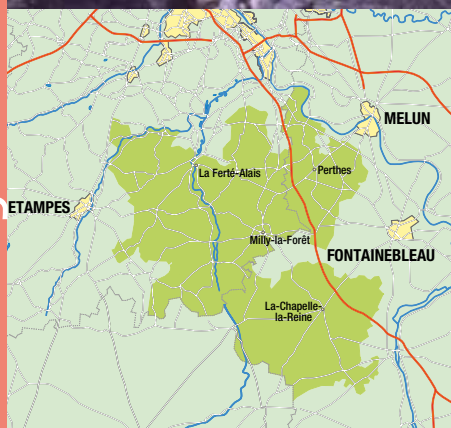 MELUN
La Ferté-Alais
Perthes
ETAMPES
Milly-la-Forêt
FONTAINEBLEAU
La-Chapelle-
la-Reine